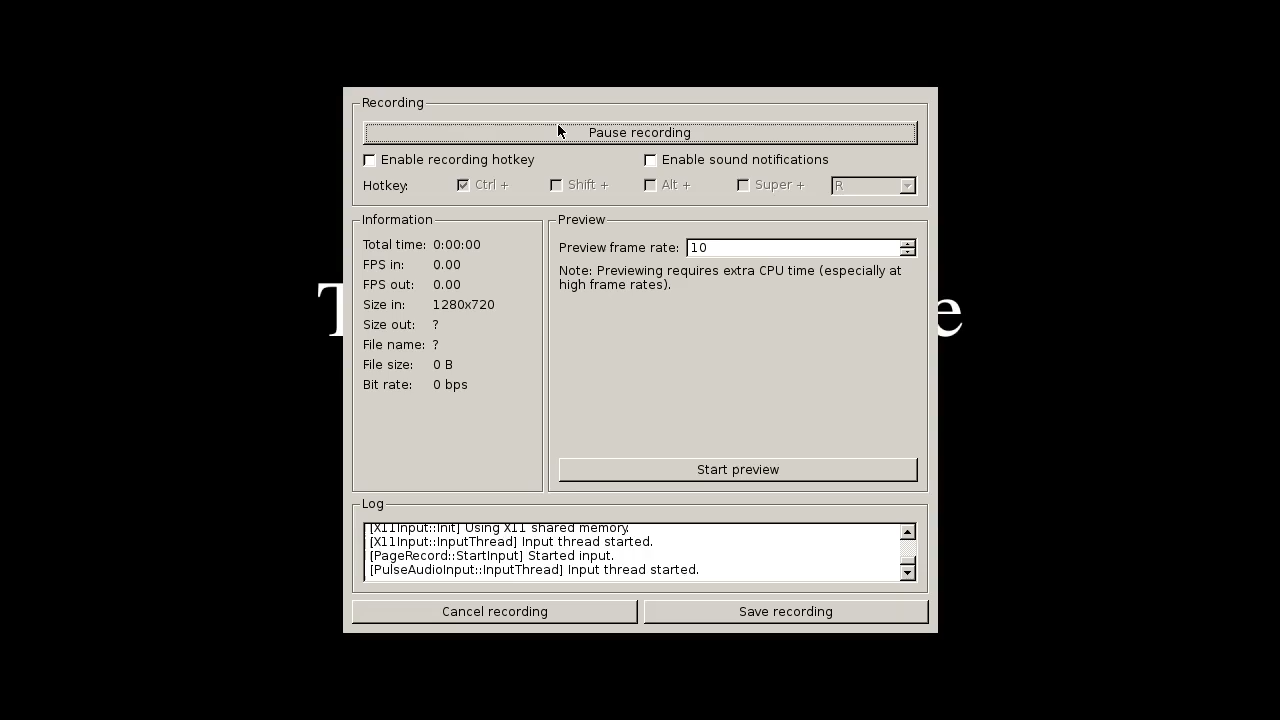 Recording
Pause recording
Enable recording hotkey Enable sound notifications
Hotkey: Ctrl + Shift + Alt + Super + R
Information
Total time: 0:00:00
FPS in: 0.00
FPS out: 0.00
Size in: 1280x720
Size out: ?
File name: ?
File size: 0 B
Bit rate: 0 bps
Preview
Preview frame rate: 10
Note: Previewing requires extra CPU time (especially at
high frame rates).
Start preview
Log
[X11Input::Init] Using X11 shared memory.
[X11Input::InputThread] Input thread started.
[PageRecord::StartInput] Started input.
[PulseAudioInput::InputThread] Input thread started.
Cancel recording Save recording